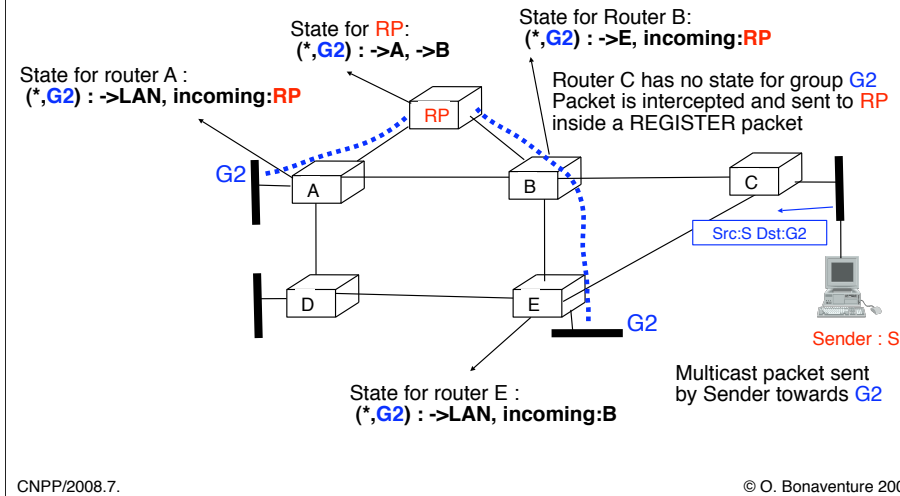 State for RP:
(*,G2) : ->A, ->B
State for Router B:
(*,G2) : ->E, incoming:RP
State for router A :
(*,G2) : ->LAN, incoming:RP
Router C has no state for group G2
Packet is intercepted and sent to RP
inside a REGISTER packet
RP
G2
A
B
C
Src:S Dst:G2
D
E
G2
Sender : S
Multicast packet sent
by Sender towards G2
State for router E :
(*,G2) : ->LAN, incoming:B
CNPP/2008.7.
© O. Bonaventure 200